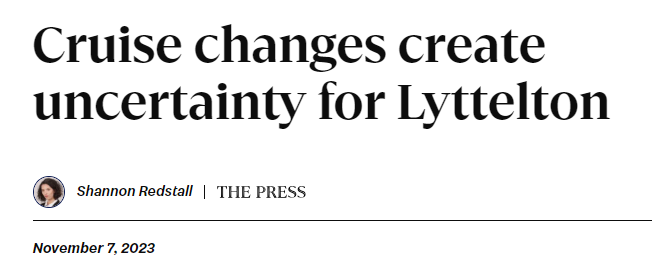 Cruise changes create
uncertainty for Lyttelton
Shannon Redstall | THE PRESS
November 7, 2023